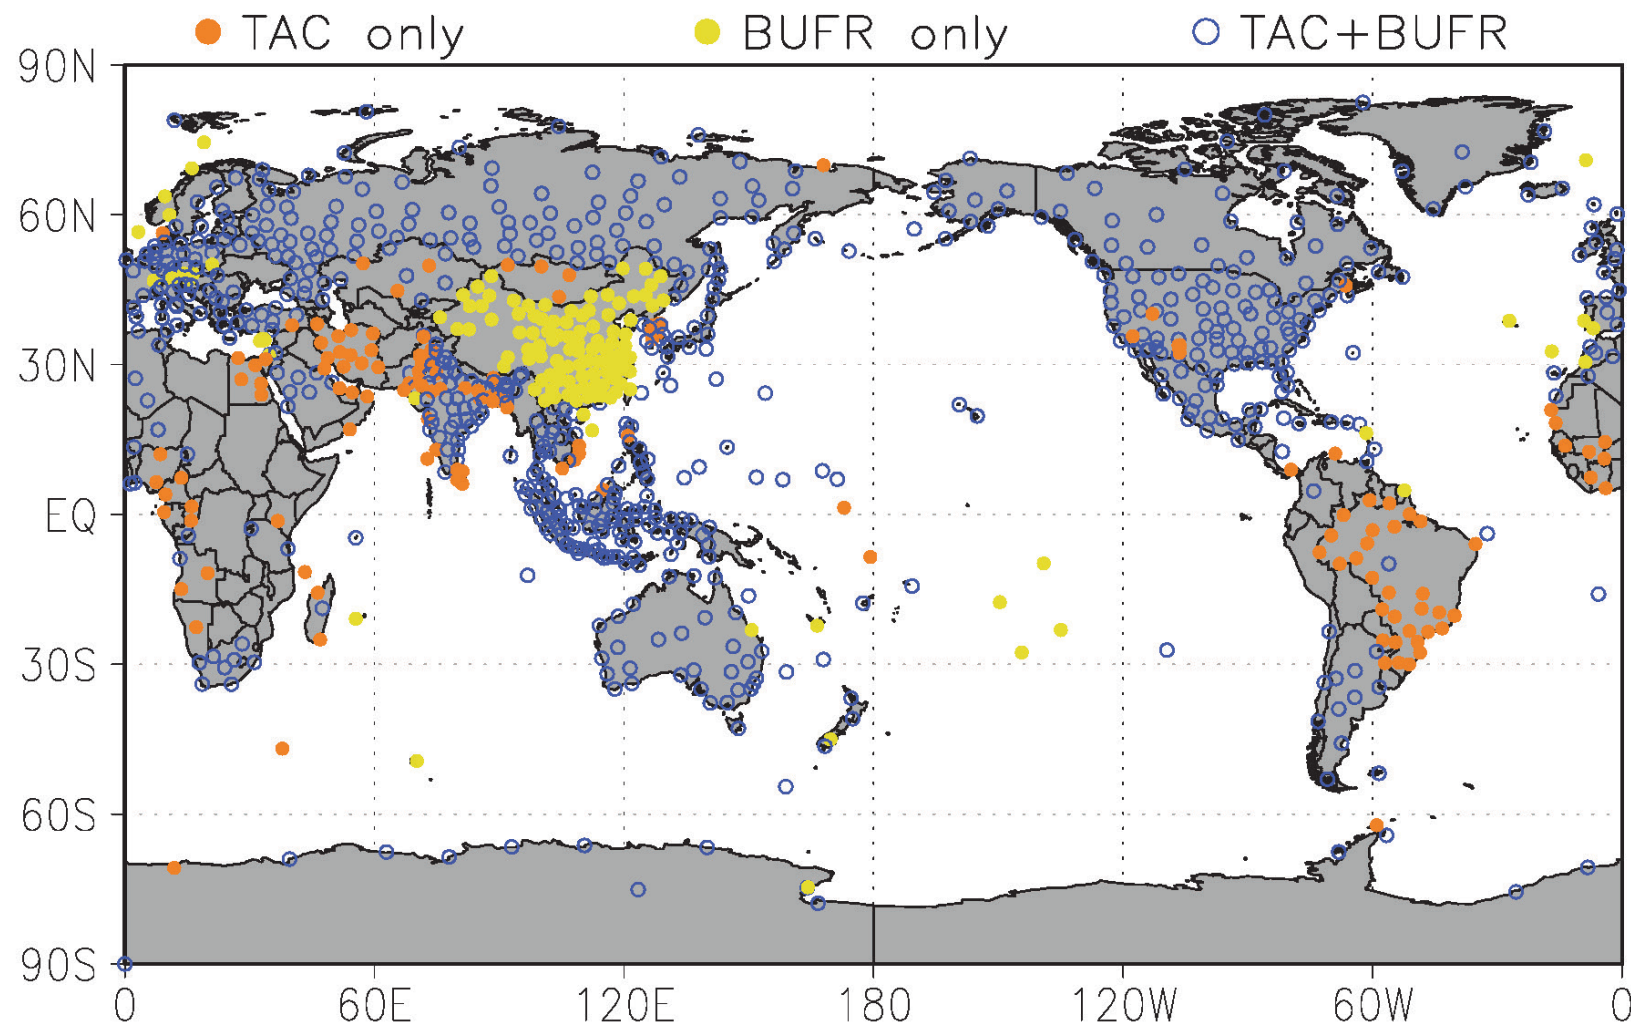 TAC only BUFR only TAC+BUFR
90N
60N
30N
EQ
30S
60S
90S
0 60E 120E 180 120W 60W 0